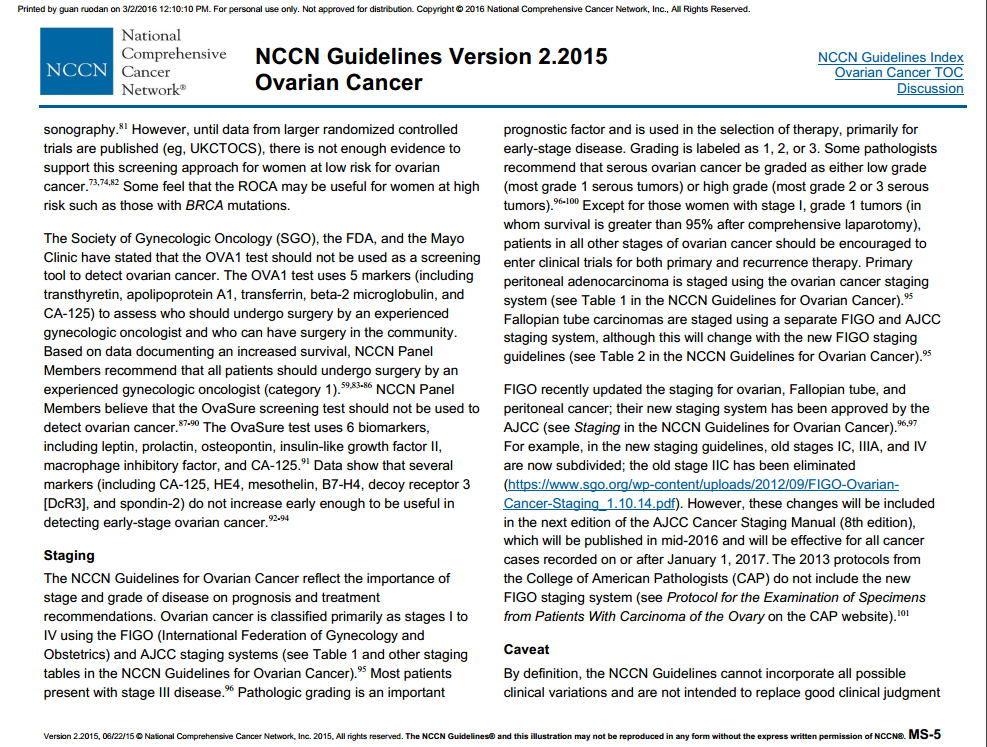 Printed by guan ruodan on 3/2/2016 12:10:10 PM. For personal use only. Not approved for distribution. Copyright © 2016 National Comprehensive Cancer Network, Inc., All Rights Reserved.
NCCN
National
Comprehensive
Cancer
Network®
NCCN Guidelines Version 2.2015
Ovarian Cancer
NCCN Guidelines Index
Ovarian Cancer TOC
Discussion
sonography.81 However, until data from larger randomized controlled
trials are published (eg, UKCTOCS), there is not enough evidence to
support this screening approach for women at low risk for ovarian
cancer.73,74,82 Some feel that the ROCA may be useful for women at high
risk such as those with BRCA mutations.
The Society of Gynecologic Oncology (SGO), the FDA, and the Mayo
Clinic have stated that the OVA1 test should not be used as a screening
tool to detect ovarian cancer. The OVA1 test uses 5 markers (including
transthyretin, apolipoprotein A1, transferrin, beta-2 microglobulin, and
CA-125) to assess who should undergo surgery by an experienced
gynecologic oncologist and who can have surgery in the community.
Based on data documenting an increased survival, NCCN Panel
Members recommend that all patients should undergo surgery by an
experienced gynecologic oncologist (category 1).59,83-86 NCCN Panel
Members believe that the OvaSure screening test should not be used to
detect ovarian cancer.87-90 The OvaSure test uses 6 biomarkers,
including leptin, prolactin, osteopontin, insulin-like growth factor II,
macrophage inhibitory factor, and CA-125.91 Data show that several
markers (including CA-125, HE4, mesothelin, B7-H4, decoy receptor 3
[DcR3], and spondin-2) do not increase early enough to be useful in
detecting early-stage ovarian cancer.92-94
Staging
The NCCN Guidelines for Ovarian Cancer reflect the importance of
stage and grade of disease on prognosis and treatment
recommendations. Ovarian cancer is classified primarily as stages I to
IV using the FIGO (International Federation of Gynecology and
Obstetrics) and AJCC staging systems (see Table 1 and other staging
tables in the NCCN Guidelines for Ovarian Cancer).95 Most patients
present with stage III disease.96 Pathologic grading is an important
prognostic factor and is used in the selection of therapy, primarily for
early-stage disease. Grading is labeled as 1, 2, or 3. Some pathologists
recommend that serous ovarian cancer be graded as either low grade
(most grade 1 serous tumors) or high grade (most grade 2 or 3 serous
tumors).96-100 Except for those women with stage I, grade 1 tumors (in
whom survival is greater than 95% after comprehensive laparotomy),
patients in all other stages of ovarian cancer should be encouraged to
enter clinical trials for both primary and recurrence therapy. Primary
peritoneal adenocarcinoma is staged using the ovarian cancer staging
system (see Table 1 in the NCCN Guidelines for Ovarian Cancer).95
Fallopian tube carcinomas are staged using a separate FIGO and AJCC
staging system, although this will change with the new FIGO staging
guidelines (see Table 2 in the NCCN Guidelines for Ovarian Cancer).95
FIGO recently updated the staging for ovarian, Fallopian tube, and
peritoneal cancer; their new staging system has been approved by the
AJCC (see Staging in the NCCN Guidelines for Ovarian Cancer).96,97
For example, in the new staging guidelines, old stages IC, IIIA, and IV
are now subdivided; the old stage IIC has been eliminated
(https://www.sgo.org/wp-content/uploads/2012/09/FIGO-Ovarian-
Cancer-Staging_1.10.14.pdf). However, these changes will be included
in the next edition of the AJCC Cancer Staging Manual (8th edition),
which will be published in mid-2016 and will be effective for all cancer
cases recorded on or after January 1, 2017. The 2013 protocols from
the College of American Pathologists (CAP) do not include the new
FIGO staging system (see Protocol for the Examination of Specimens
from Patients With Carcinoma of the Ovary on the CAP website).101
Caveat
By definition, the NCCN Guidelines cannot incorporate all possible
clinical variations and are not intended to replace good clinical judgment
Version 2.2015, 06/22/15 © National Comprehensive Cancer Network, Inc. 2015, All rights reserved. The NCCN Guidelines® and this illustration may not be reproduced in any form without the express written permission of NCCN®. MS-5